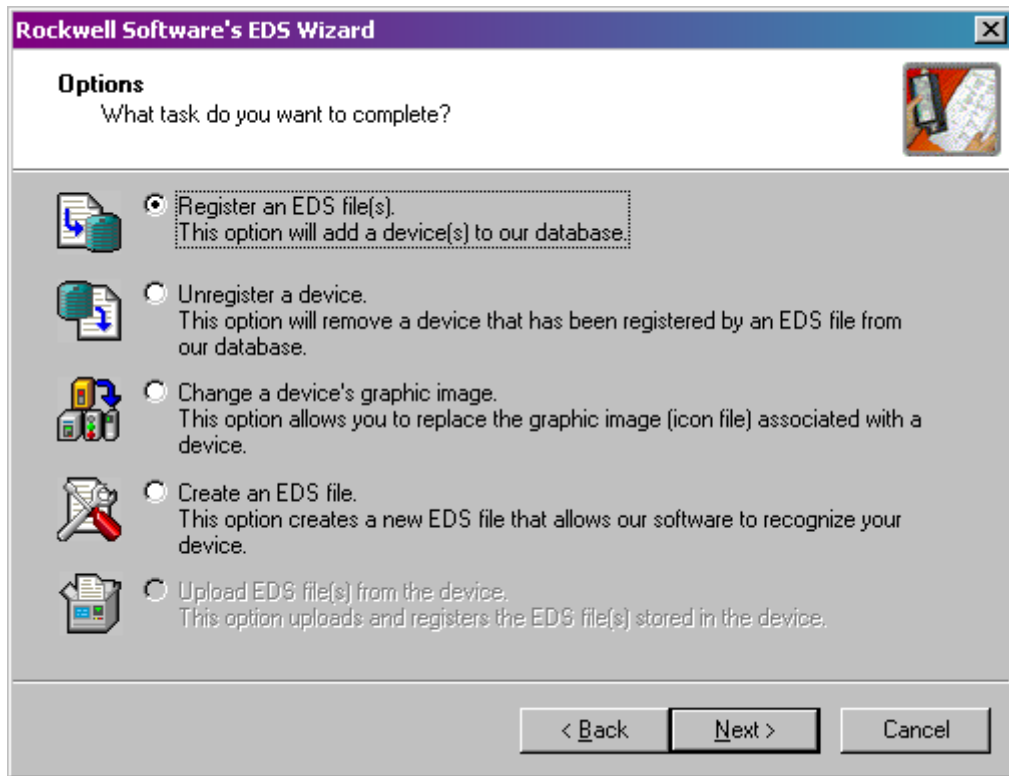 Rockwell Software's EDS Wizard
Options
What task do you want to complete?
Register an EDS file(s).
This option will add a device(s) to our database.
Unregister a device.
This option will remove a device that has been registered by an EDS file from
our database.
Change a device's graphic image.
This option allows you to replace the graphic image (icon file) associated with a
device.
Create an EDS file.
This option creates a new EDS file that allows our software to recognize your
device.
Upload EDS file(s) from the device.
This option uploads and registers the EDS file(s) stored in the device.
< Back
Next >
Cancel